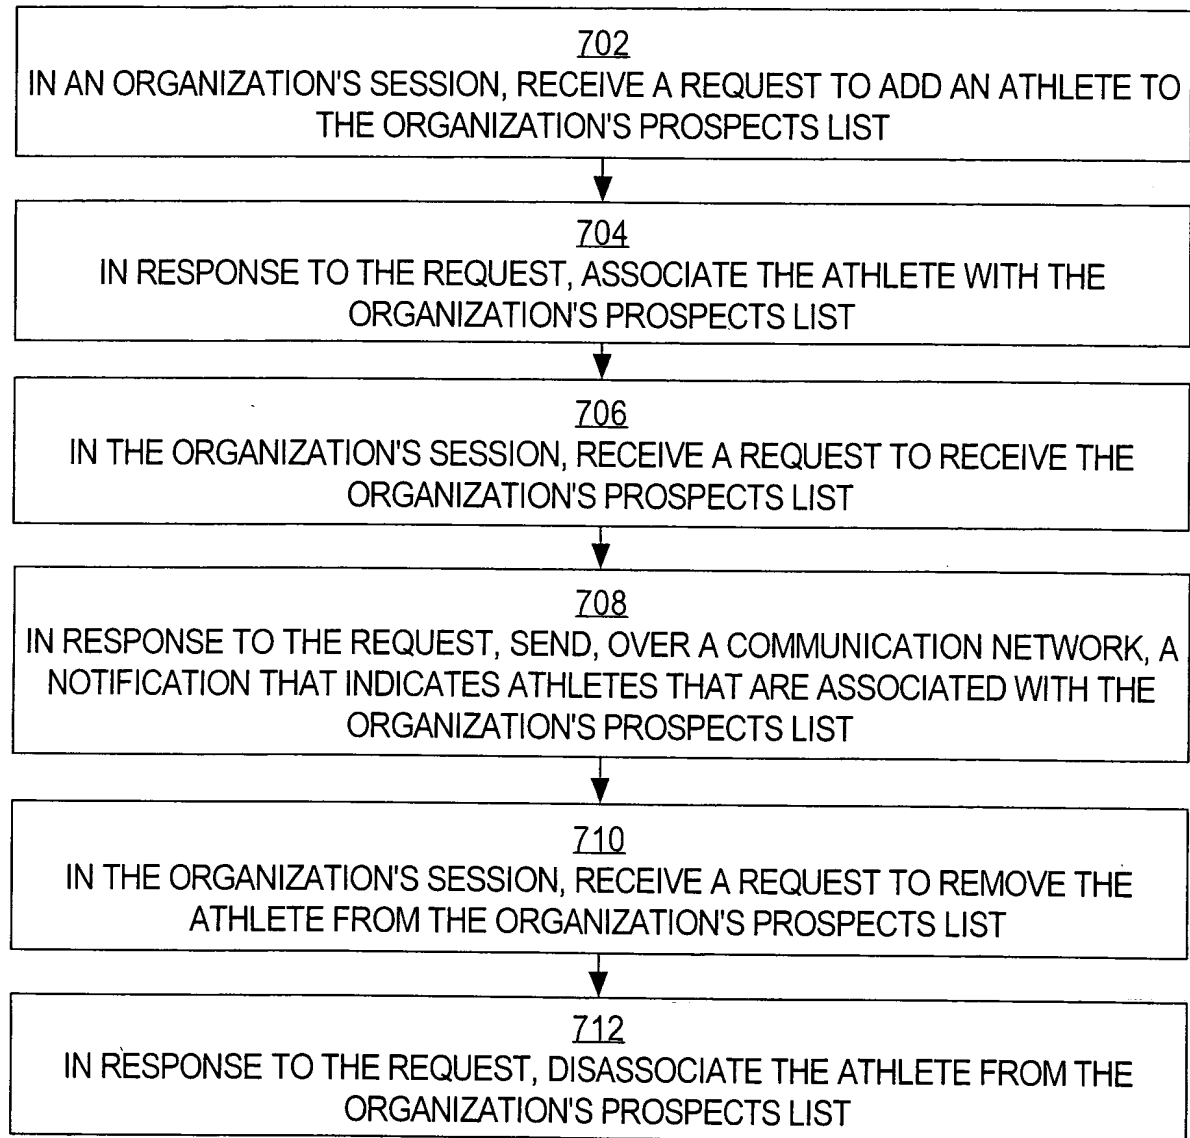 702
IN AN ORGANIZATION'S SESSION, RECEIVE A REQUEST TO ADD AN ATHLETE TO
THE ORGANIZATION'S PROSPECTS LIST
704
IN RESPONSE TO THE REQUEST, ASSOCIATE THE ATHLETE WITH THE
ORGANIZATION'S PROSPECTS LIST
706
IN THE ORGANIZATION'S SESSION, RECEIVE A REQUEST TO RECEIVE THE
ORGANIZATION'S PROSPECTS LIST
708
IN RESPONSE TO THE REQUEST, SEND, OVER A COMMUNICATION NETWORK, A
NOTIFICATION THAT INDICATES ATHLETES THAT ARE ASSOCIATED WITH THE
ORGANIZATION'S PROSPECTS LIST
710
IN THE ORGANIZATION'S SESSION, RECEIVE A REQUEST TO REMOVE THE
ATHLETE FROM THE ORGANIZATION'S PROSPECTS LIST
712
IN RESPONSE TO THE REQUEST, DISASSOCIATE THE ATHLETE FROM THE
ORGANIZATION'S PROSPECTS LIST